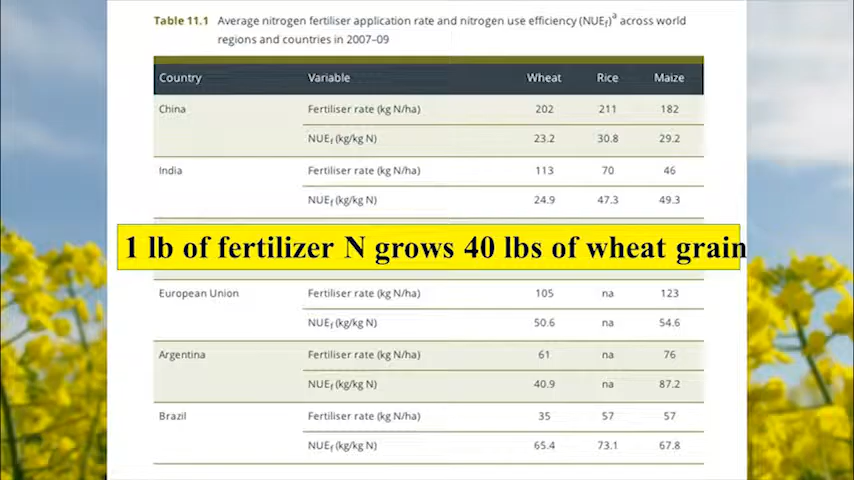 Table 11.1 Average nitrogen fertiliser application rate and nitrogen use efficiency (NUEf)a across world
regions and countries in 2007–09
Country Variable Wheat Rice Maize
China Fertiliser rate (kg N/ha) 202 211 182
NUEf (kg/kg N) 23.2 30.8 29.2
India Fertiliser rate (kg N/ha) 113 70 46
NUEf (kg/kg N) 24.9 47.3 49.3
1 lb of fertilizer N grows 40 lbs of wheat grain
European Union Fertiliser rate (kg N/ha) 105 na 123
NUEf (kg/kg N) 50.6 na 54.6
Argentina Fertiliser rate (kg N/ha) 61 na 76
NUEf (kg/kg N) 40.9 na 87.2
Brazil Fertiliser rate (kg N/ha) 35 57 57
NUEf (kg/kg N) 65.4 73.1 67.8